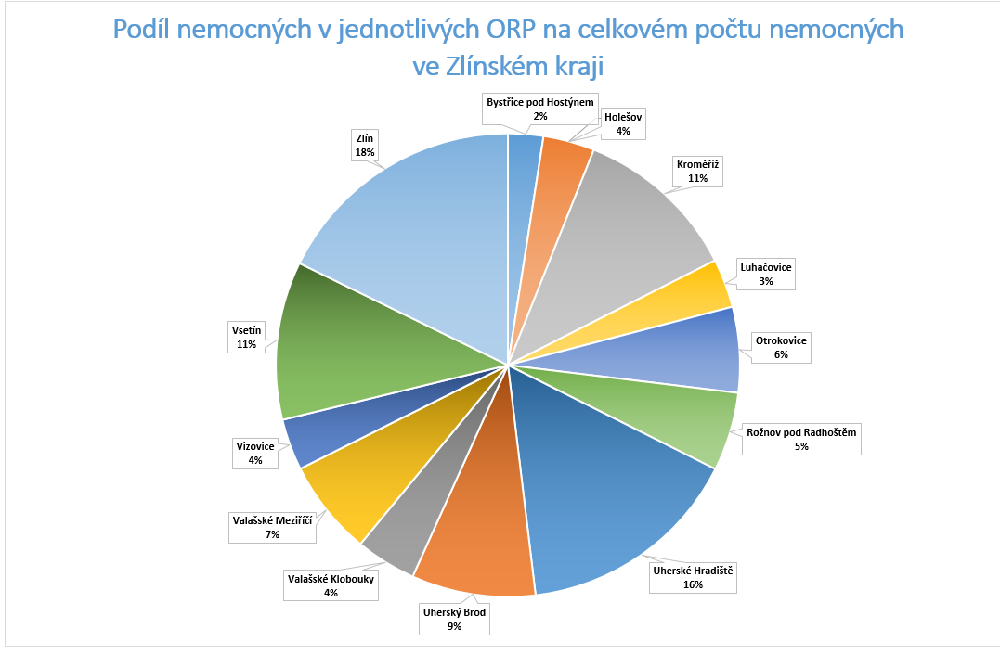 Podíl nemocných v jednotlivých ORP na celkovém počtu nemocných
ve Zlínském kraji
Bystřice pod Hostýnem
2%
Holešov
4%
Kroměříž
11%
Luhačovice
3%
Otrokovice
6%
Rožnov pod Radhoštěm
5%
Uherské Hradiště
16%
Uherský Brod
9%
Valašské Klobouky
4%
Valašské Meziříčí
7%
Vizovice
4%
Vsetín
11%
Zlín
18%